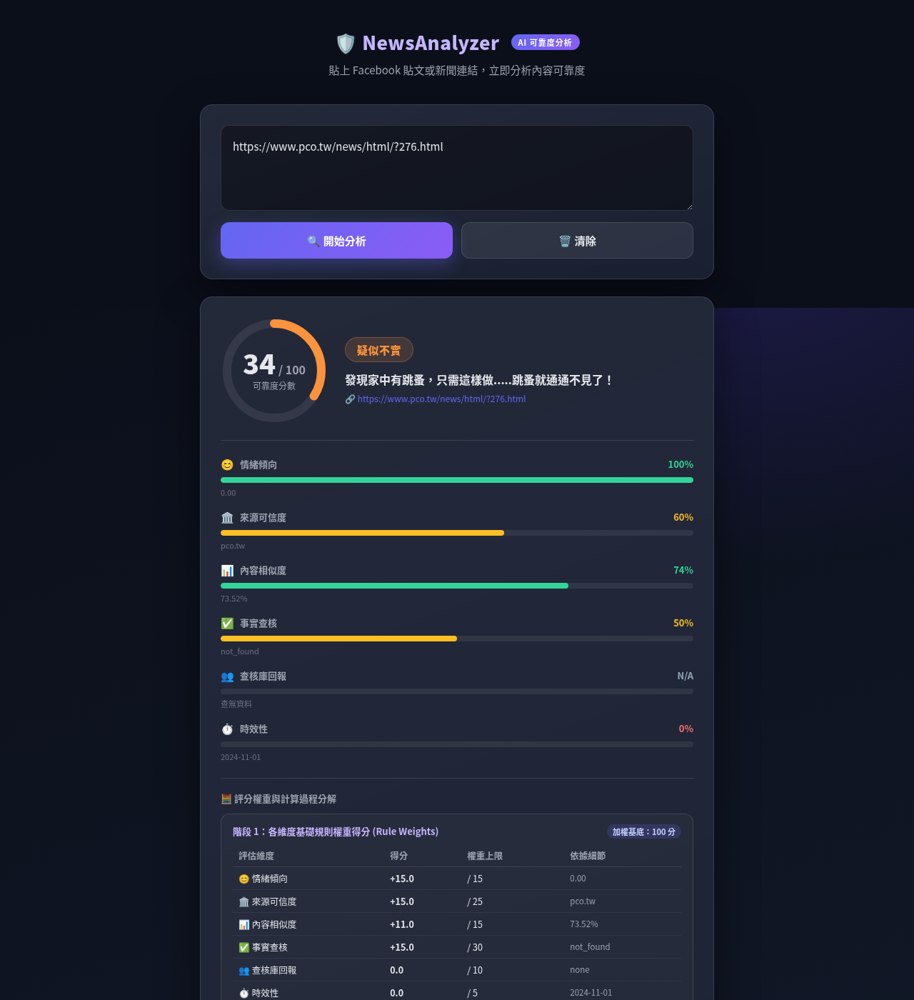 🛡️ NewsAnalyzer AI 可靠度分析
貼上 Facebook 貼文或新聞連結，立即分析內容可靠度
https://www.pco.tw/news/html/?276.html
🔍 開始分析
🗑️ 清除
34 / 100
可靠度分數
疑似不實
發現家中有跳蚤，只需這樣做.....跳蚤就通通不見了！
🔗 https://www.pco.tw/news/html/?276.html
😊 情緒傾向 100%
0.00
🏛️ 來源可信度 60%
pco.tw
📊 內容相似度 74%
73.52%
✅ 事實查核 50%
not_found
👥 查核庫回報 N/A
查無資料
⏱️ 時效性 0%
2024-11-01
🧮 評分權重與計算過程分解
階段 1：各維度基礎規則權重得分 (Rule Weights) 加權基底：100 分
評估維度 得分 權重上限 依據細節
😊 情緒傾向 +15.0 / 15 0.00
🏛️ 來源可信度 +15.0 / 25 pco.tw
📊 內容相似度 +11.0 / 15 73.52%
✅ 事實查核 +15.0 / 30 not_found
👥 查核庫回報 0.0 / 10 none
⏱️ 時效性 0.0 / 5 2024-11-01